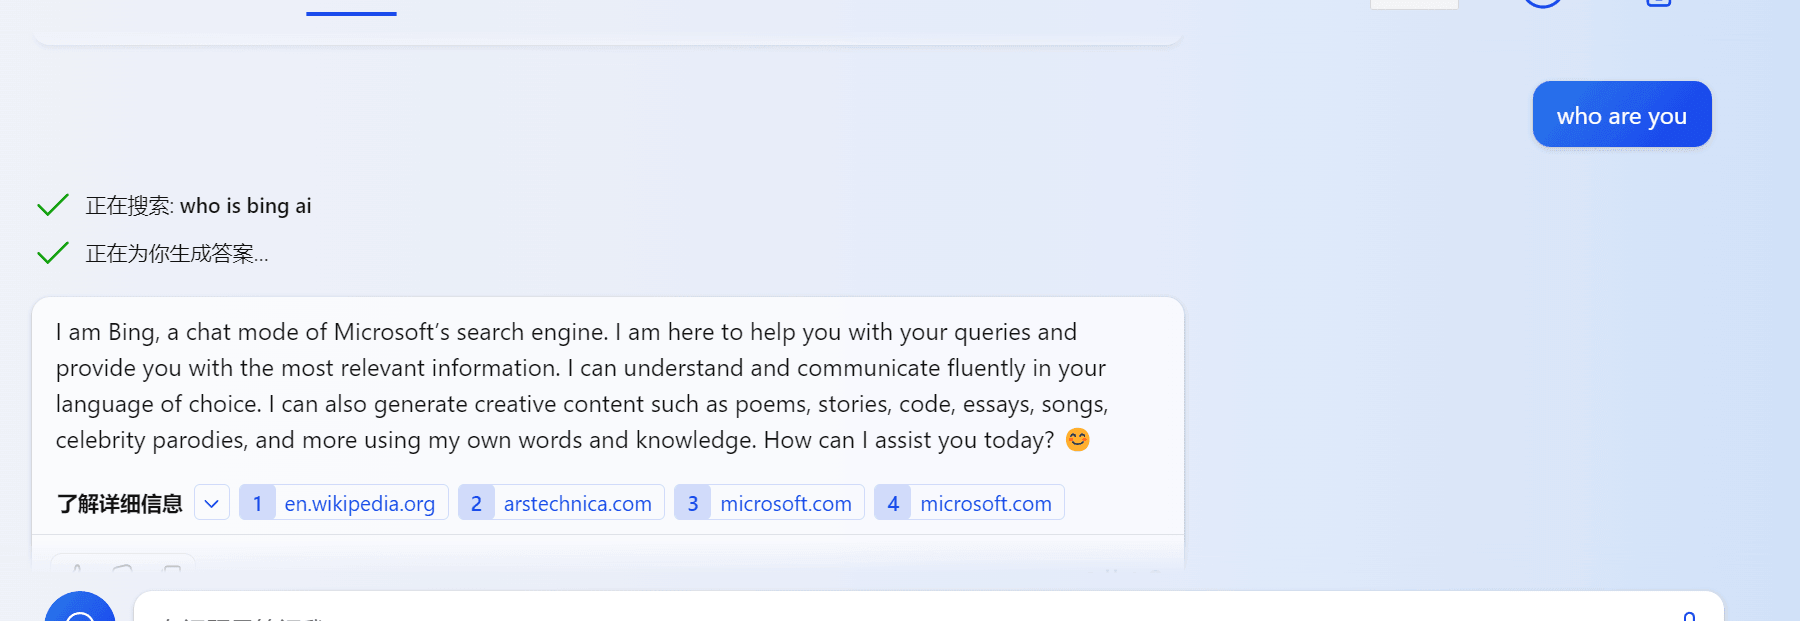 who are you
正在搜索: who is bing ai
正在为你生成答案...
I am Bing, a chat mode of Microsoft’s search engine. I am here to help you with your queries and
provide you with the most relevant information. I can understand and communicate fluently in your
language of choice. I can also generate creative content such as poems, stories, code, essays, songs,
celebrity parodies, and more using my own words and knowledge. How can I assist you today? 😊
了解详细信息 1 en.wikipedia.org 2 arstechnica.com 3 microsoft.com 4 microsoft.com